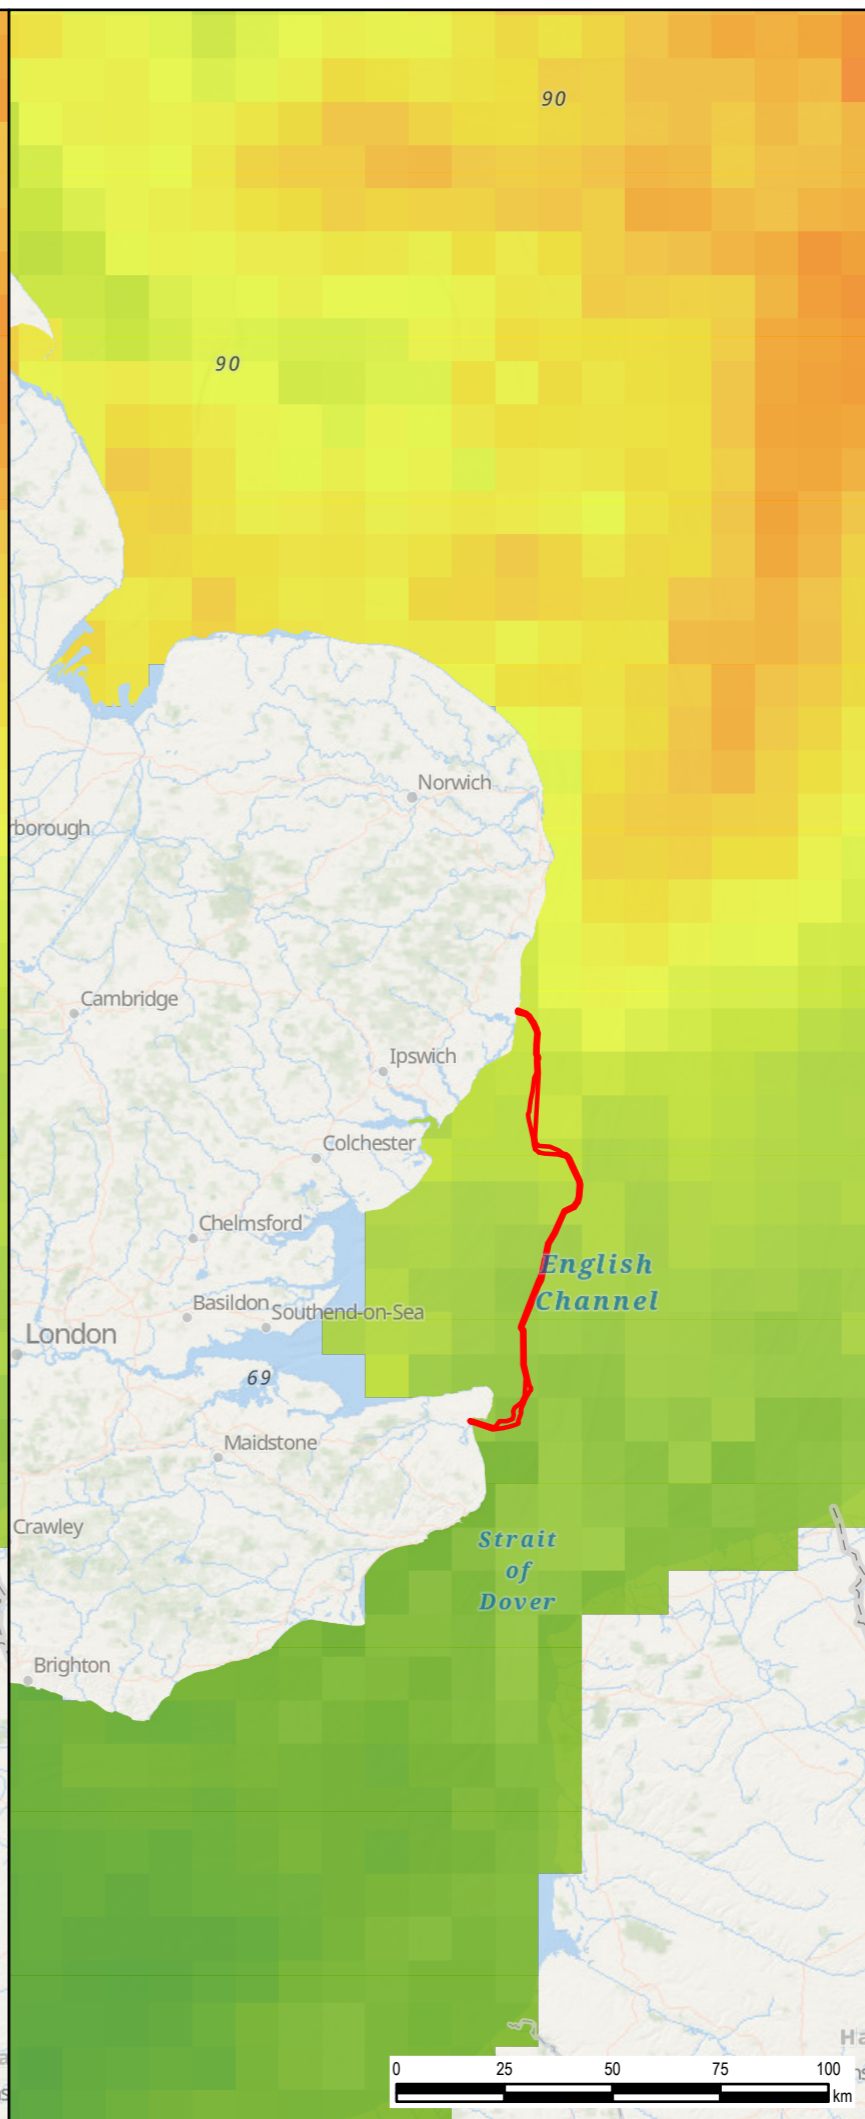 90
90
Norwich
rborough
Cambridge
Ipswich
Colchester
Chelmsford
English
Channel
Basildon
Southend-on-Sea
London
69
Maidstone
Crawley
Strait
of
Dover
Brighton
Ha
0 25 50 75 100
km